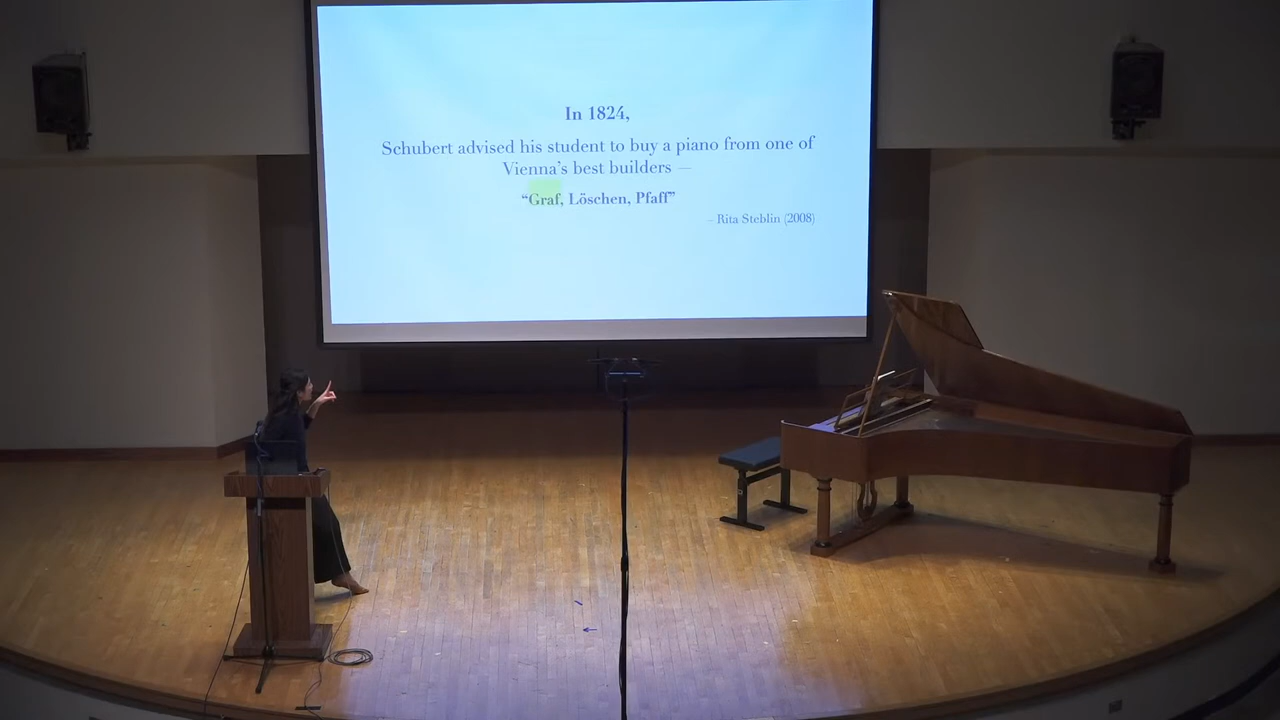 In 1824,
Schubert advised his student to buy a piano from one of
Vienna's best builders —
“Graf, Löschen, Pfaff”
– Rita Steblin (2008)